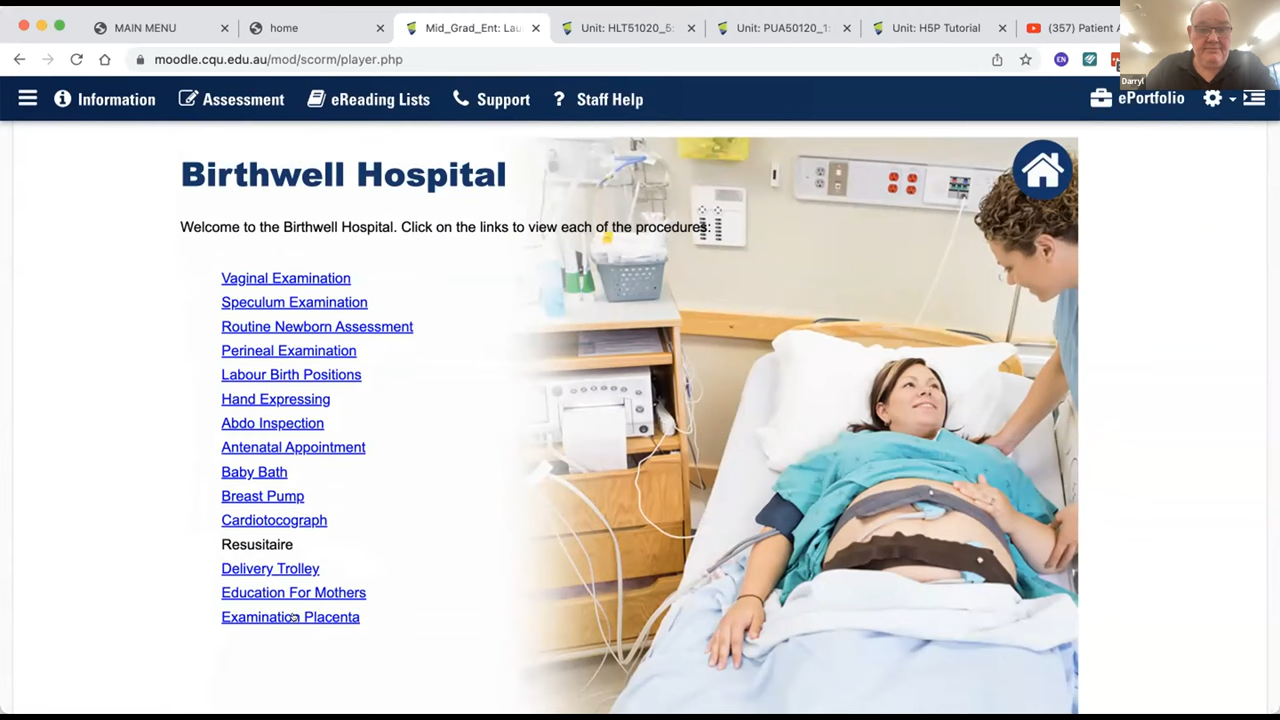 MAIN MENU
home
Mid_Grad_Ent: Lau
Unit: HLT51020_5:
Unit: PUA50120_1:
Unit: H5P Tutorial
(357) Patient A
moodle.cqu.edu.au/mod/scorm/player.php
EN
Darryl
Information
Assessment
eReading Lists
Support
? Staff Help
ePortfolio
Birthwell Hospital
Welcome to the Birthwell Hospital. Click on the links to view each of the procedures:
Vaginal Examination
Speculum Examination
Routine Newborn Assessment
Perineal Examination
Labour Birth Positions
Hand Expressing
Abdo Inspection
Antenatal Appointment
Baby Bath
Breast Pump
Cardiotocograph
Resusitaire
Delivery Trolley
Education For Mothers
Examination Placenta